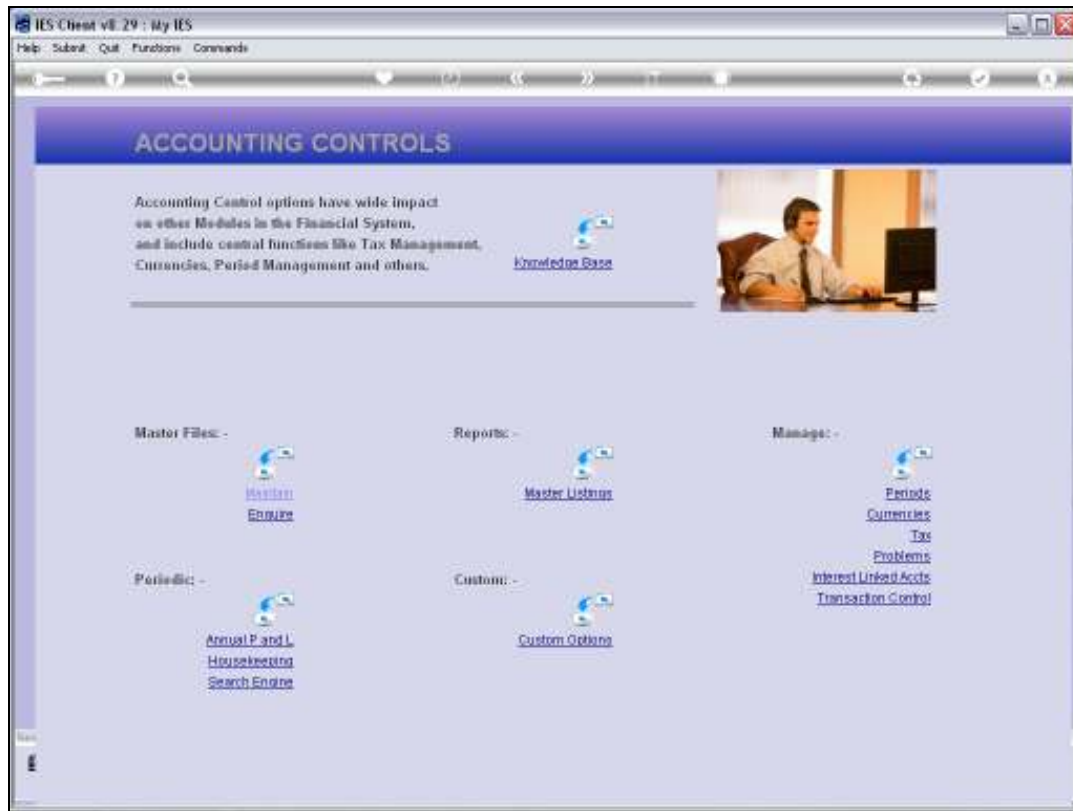 IES Client v8.29 : My IES
Help Submit Quit Functions Commands
ACCOUNTING CONTROLS
Accounting Control options have wide impact
on other Modules in the Financial System,
and include central functions like Tax Management,
Currencies, Period Management and others.
Knowledge Base
Master Files: -
Maintain
Enquire
Reports: -
Master Listings
Manage: -
Periods
Currencies
Tax
Problems
Interest Linked Accts
Transaction Control
Periodic: -
Annual P and L
Housekeeping
Search Engine
Custom: -
Custom Options